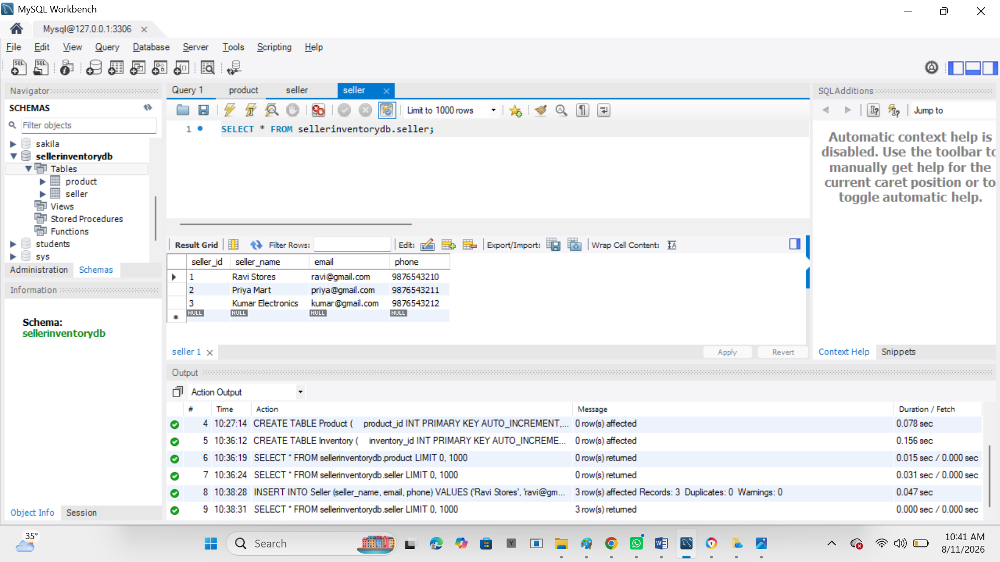 MySQL Workbench
Mysql@127.0.0.1:3306
File Edit View Query Database Server Tools Scripting Help
Navigator
SCHEMAS
Filter objects
sakila
sellerinventorydb
Tables
product
seller
Views
Stored Procedures
Functions
students
sys
Administration Schemas
Information
Schema:
sellerinventorydb
Object Info Session
Query 1 product seller seller
Limit to 1000 rows
1 SELECT * FROM sellerinventorydb.seller;
Result Grid Filter Rows: Edit: Export/Import: Wrap Cell Content:
seller_id seller_name email phone
1 Ravi Stores ravi@gmail.com 9876543210
2 Priya Mart priya@gmail.com 9876543211
3 Kumar Electronics kumar@gmail.com 9876543212
NULL NULL NULL NULL
seller 1 Apply Revert
SQLAdditions
Jump to
Automatic context help is
disabled. Use the toolbar to
manually get help for the
current caret position or to
toggle automatic help.
Context Help Snippets
Output
Action Output
# Time Action Message Duration / Fetch
4 10:27:14 CREATE TABLE Product ( product_id INT PRIMARY KEY AUTO_INCREMENT,... 0 row(s) affected 0.078 sec
5 10:36:12 CREATE TABLE Inventory ( inventory_id INT PRIMARY KEY AUTO_INCREME... 0 row(s) affected 0.156 sec
6 10:36:19 SELECT * FROM sellerinventorydb.product LIMIT 0, 1000 0 row(s) returned 0.015 sec / 0.000 sec
7 10:36:24 SELECT * FROM sellerinventorydb.seller LIMIT 0, 1000 0 row(s) returned 0.031 sec / 0.000 sec
8 10:38:28 INSERT INTO Seller (seller_name, email, phone) VALUES ('Ravi Stores', 'ravi@gm... 3 row(s) affected Records: 3 Duplicates: 0 Warnings: 0 0.047 sec
9 10:38:31 SELECT * FROM sellerinventorydb.seller LIMIT 0, 1000 3 row(s) returned 0.000 sec / 0.000 sec
35°
Search
10:41 AM
8/11/2026